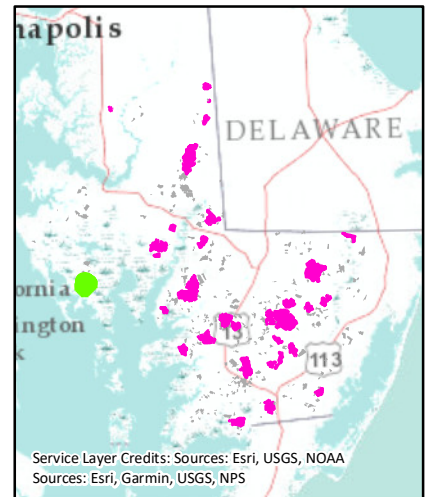 napolis
DELAWARE
ornia
ington
k
13
113
Service Layer Credits: Sources: Esri, USGS, NOAA
Sources: Esri, Garmin, USGS, NPS